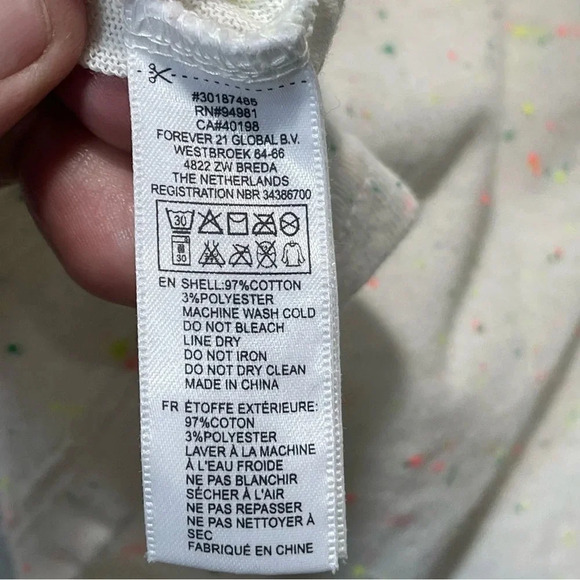 #30187485
RN#94981
CA#40198
FOREVER 21 GLOBAL B.V.
WESTBROEK 64-66
4822 ZW BREDA
THE NETHERLANDS
REGISTRATION NBR 34386700
30
30
EN SHELL:97%COTTON
3%POLYESTER
MACHINE WASH COLD
DO NOT BLEACH
LINE DRY
DO NOT IRON
DO NOT DRY CLEAN
MADE IN CHINA
FR ÉTOFFE EXTÉRIEURE:
97%COTON
3%POLYESTER
LAVER À LA MACHINE
À L'EAU FROIDE
NE PAS BLANCHIR
SÉCHER À L'AIR
NE PAS REPASSER
NE PAS NETTOYER À
SEC
FABRIQUÉ EN CHINE